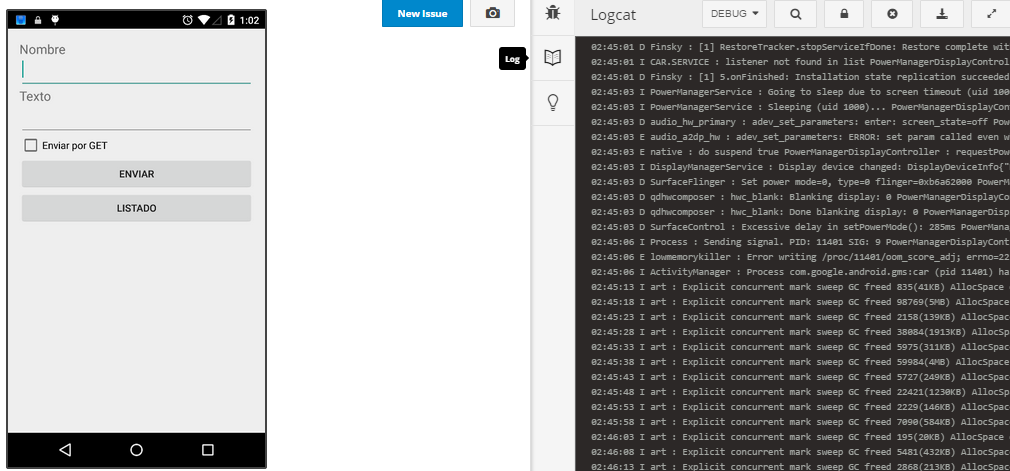 1:02
Nombre
Texto
Enviar por GET
ENVIAR
LISTADO
New Issue
Log
Logcat
DEBUG
02:45:01 D Finsky : [1] RestoreTracker.stopServiceIfDone: Restore complete wit
02:45:01 I CAR.SERVICE : listener not found in list PowerManagerDisplayControl
02:45:01 D Finsky : [1] 5.onFinished: Installation state replication succeeded
02:45:03 I PowerManagerService : Going to sleep due to screen timeout (uid 100
02:45:03 I PowerManagerService : Sleeping (uid 1000)... PowerManagerDisplayCon
02:45:03 D audio_hw_primary : adev_set_parameters: enter: screen_state=off Pow
02:45:03 E audio_a2dp_hw : adev_set_parameters: ERROR: set param called even w
02:45:03 E native : do suspend true PowerManagerDisplayController : requestPow
02:45:03 I DisplayManagerService : Display device changed: DisplayDeviceInfo{"
02:45:03 D SurfaceFlinger : Set power mode=0, type=0 flinger=0xb6a62000 PowerM
02:45:03 D qdhwcomposer : hwc_blank: Blanking display: 0 PowerManagerDisplayCo
02:45:03 D qdhwcomposer : hwc_blank: Done blanking display: 0 PowerManagerDisp
02:45:03 D SurfaceControl : Excessive delay in setPowerMode(): 285ms PowerMana
02:45:06 I Process : Sending signal. PID: 11401 SIG: 9 PowerManagerDisplayCont
02:45:06 E lowmemorykiller : Error writing /proc/11401/oom_score_adj; errno=22
02:45:06 I ActivityManager : Process com.google.android.gms:car (pid 11401) ha
02:45:13 I art : Explicit concurrent mark sweep GC freed 835(41KB) AllocSpace
02:45:18 I art : Explicit concurrent mark sweep GC freed 98769(5MB) AllocSpace
02:45:23 I art : Explicit concurrent mark sweep GC freed 2158(139KB) AllocSpac
02:45:28 I art : Explicit concurrent mark sweep GC freed 38084(1913KB) AllocSp
02:45:33 I art : Explicit concurrent mark sweep GC freed 5975(311KB) AllocSpac
02:45:38 I art : Explicit concurrent mark sweep GC freed 59984(4MB) AllocSpace
02:45:43 I art : Explicit concurrent mark sweep GC freed 5727(249KB) AllocSpac
02:45:48 I art : Explicit concurrent mark sweep GC freed 22421(1230KB) AllocSp
02:45:53 I art : Explicit concurrent mark sweep GC freed 2229(146KB) AllocSpac
02:45:58 I art : Explicit concurrent mark sweep GC freed 7090(584KB) AllocSpac
02:46:03 I art : Explicit concurrent mark sweep GC freed 195(20KB) AllocSpace
02:46:08 I art : Explicit concurrent mark sweep GC freed 5481(432KB) AllocSpac
02:46:13 I art : Explicit concurrent mark sweep GC freed 2868(213KB) AllocSpac